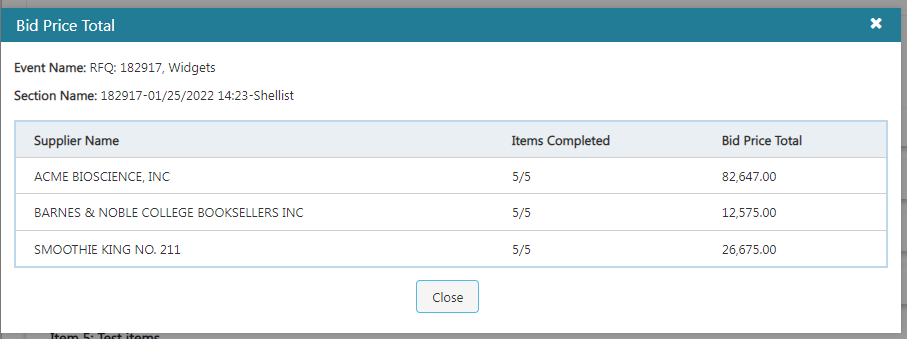 Bid Price Total
Event Name: RFQ: 182917, Widgets
Section Name: 182917-01/25/2022 14:23-Shellist
Supplier Name Items Completed Bid Price Total
ACME BIOSCIENCE, INC 5/5 82,647.00
BARNES & NOBLE COLLEGE BOOKSELLERS INC 5/5 12,575.00
SMOOTHIE KING NO. 211 5/5 26,675.00
Close
Item 5: Test items